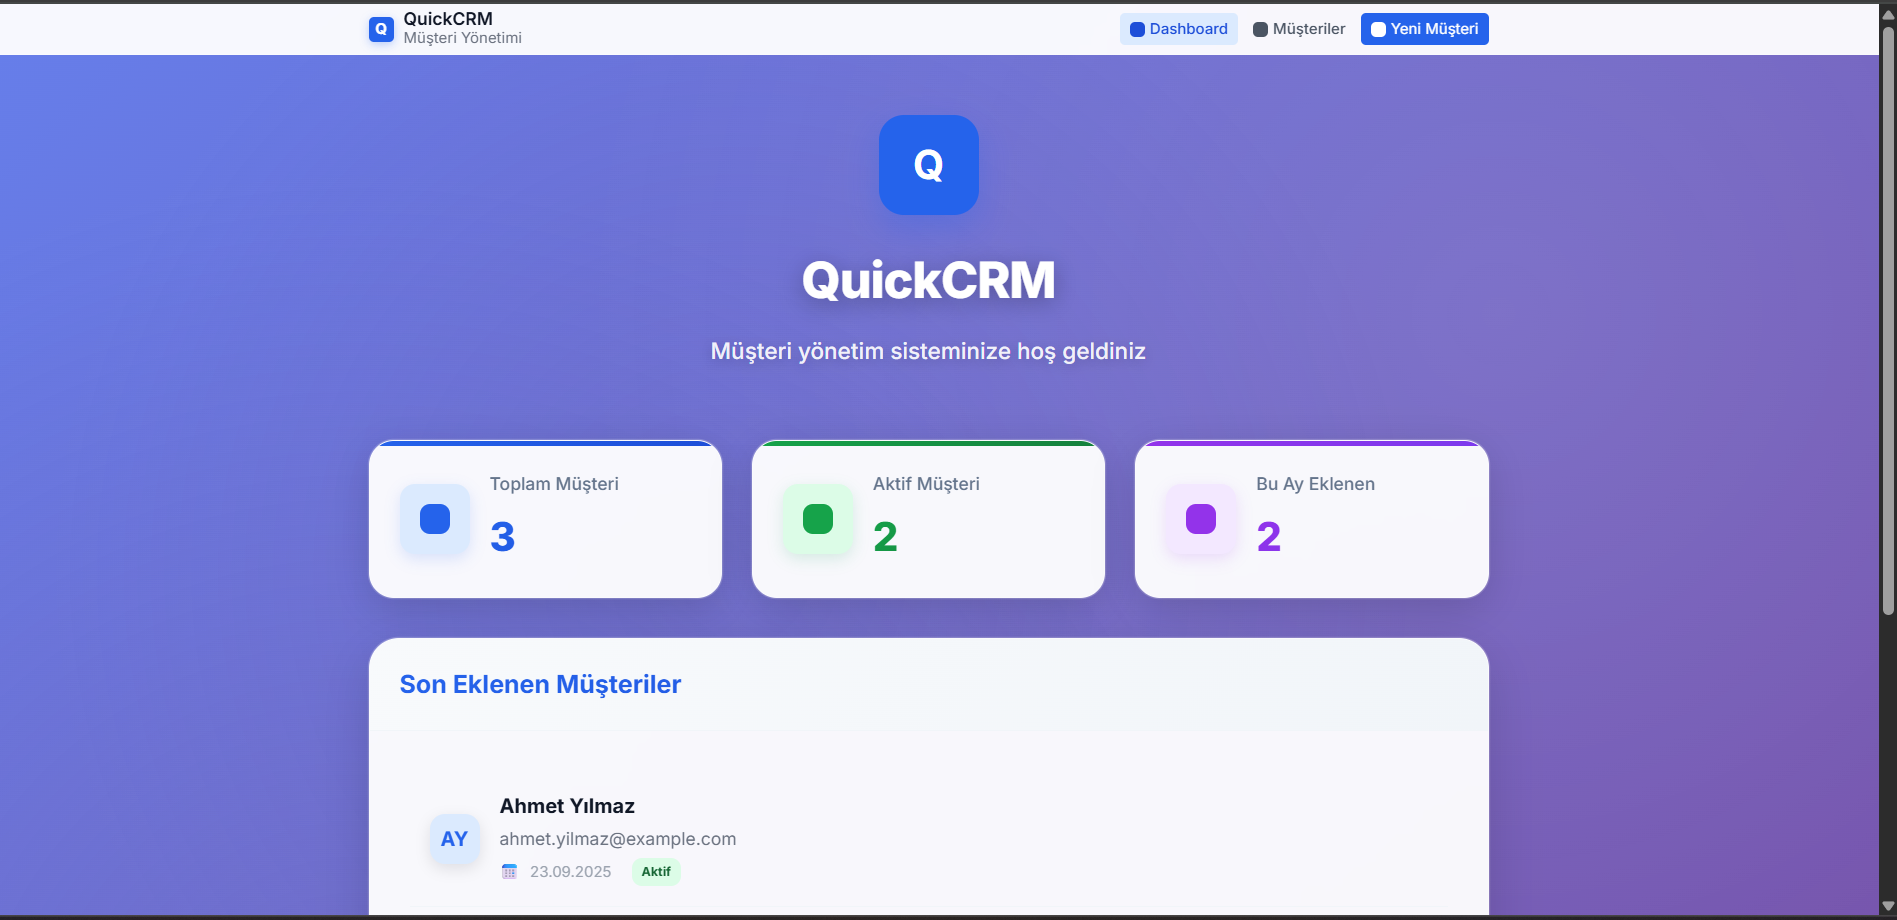 Q
QuickCRM
Müşteri Yönetimi
Dashboard
Müşteriler
Yeni Müşteri
Q
QuickCRM
Müşteri yönetim sisteminize hoş geldiniz
Toplam Müşteri
3
Aktif Müşteri
2
Bu Ay Eklenen
2
Son Eklenen Müşteriler
AY
Ahmet Yılmaz
ahmet.yilmaz@example.com
23.09.2025
Aktif